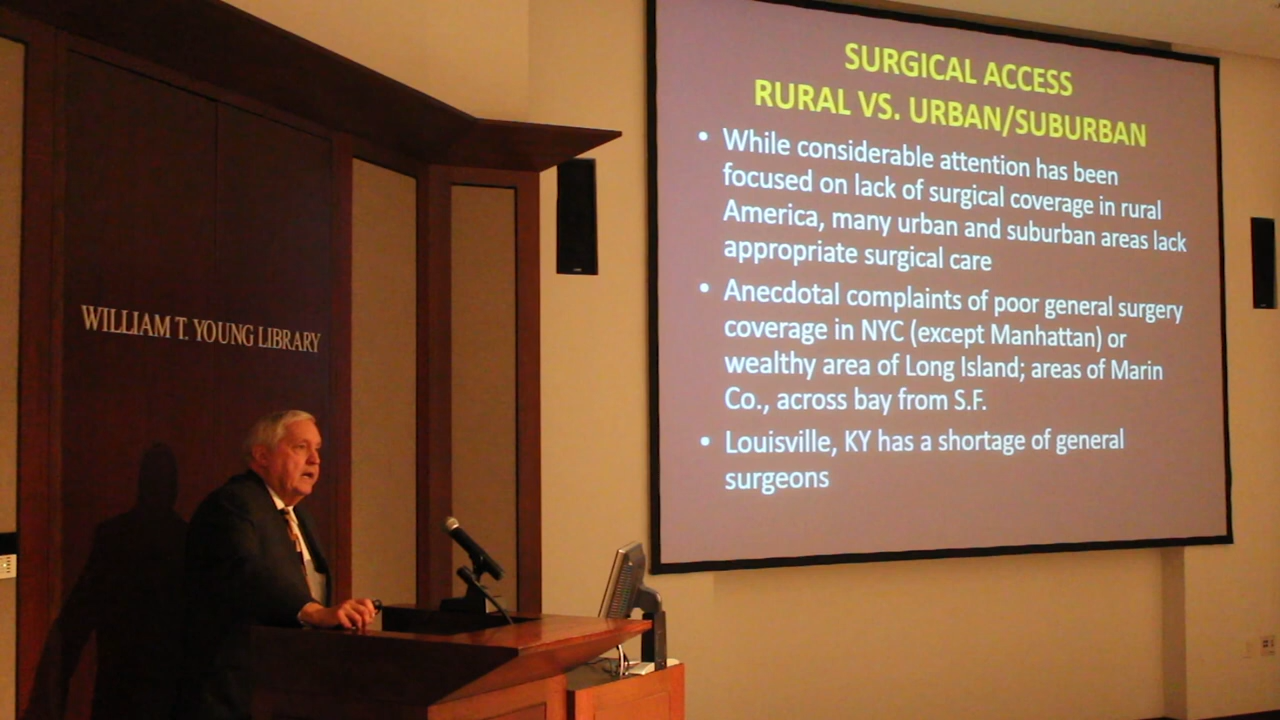 WILLIAM T. YOUNG LIBRARY
SURGICAL ACCESS
RURAL VS. URBAN/SUBURBAN
• While considerable attention has been
focused on lack of surgical coverage in rural
America, many urban and suburban areas lack
appropriate surgical care
• Anecdotal complaints of poor general surgery
coverage in NYC (except Manhattan) or
wealthy area of Long Island; areas of Marin
Co., across bay from S.F.
• Louisville, KY has a shortage of general
surgeons